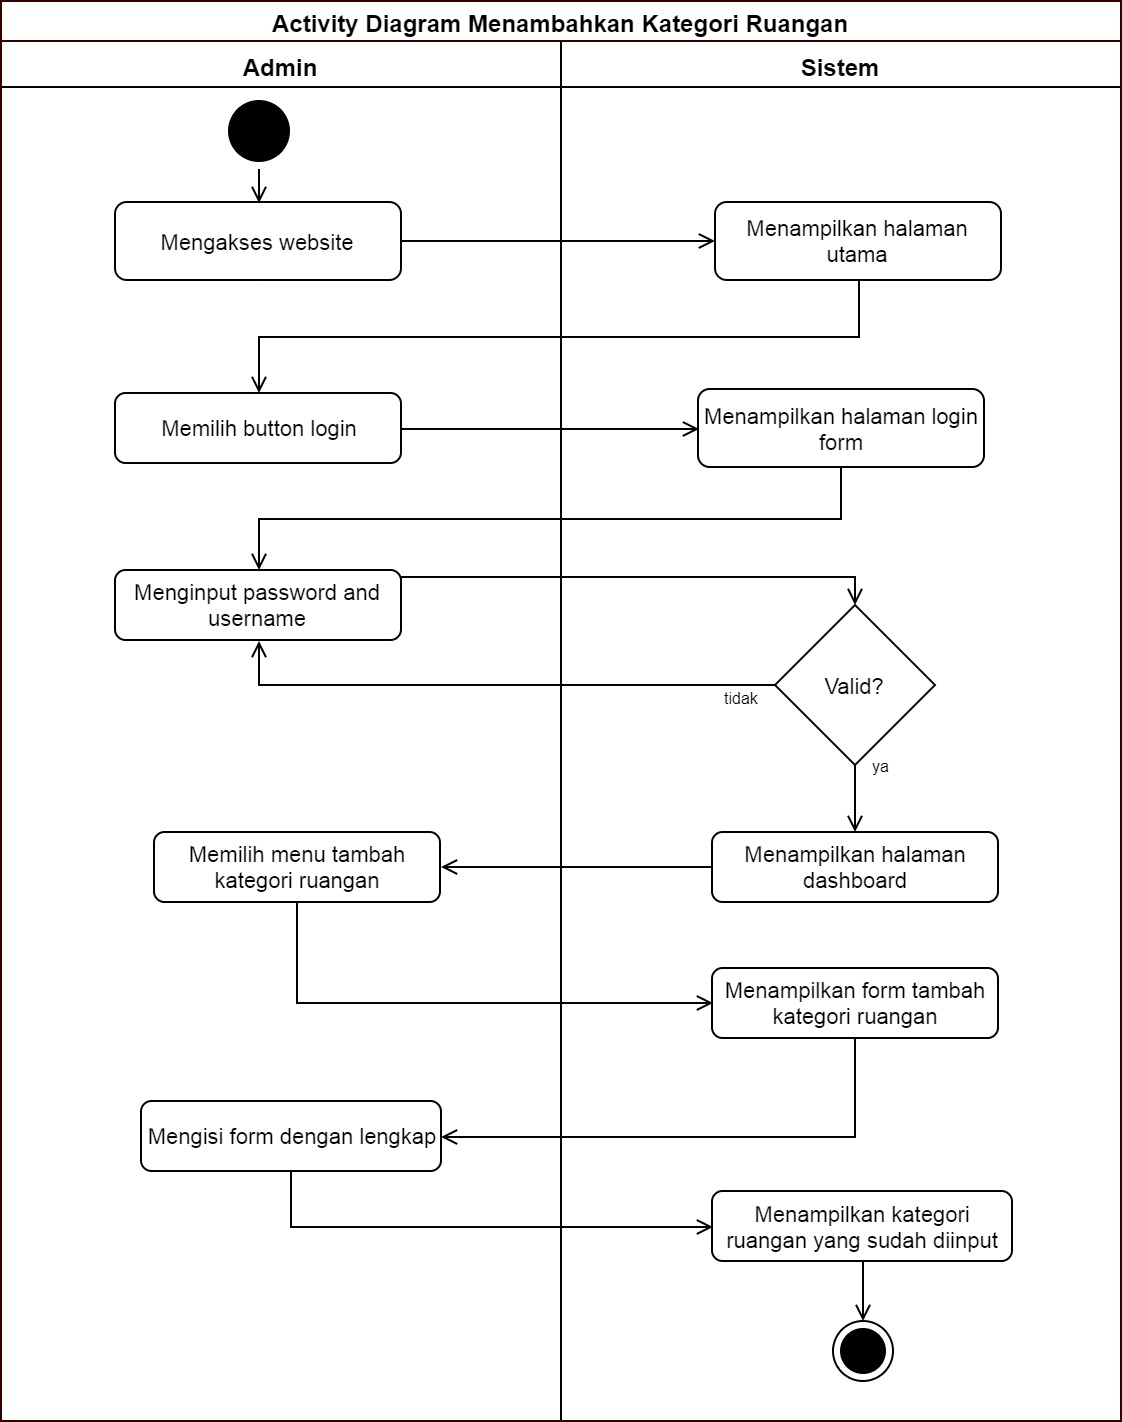 Activity Diagram Menambahkan Kategori Ruangan
Admin
Sistem
Mengakses website
Menampilkan halaman
utama
Memilih button login
Menampilkan halaman login
form
Menginput password and
username
Valid?
tidak
ya
Menampilkan halaman
dashboard
Memilih menu tambah
kategori ruangan
Menampilkan form tambah
kategori ruangan
Mengisi form dengan lengkap
Menampilkan kategori
ruangan yang sudah diinput